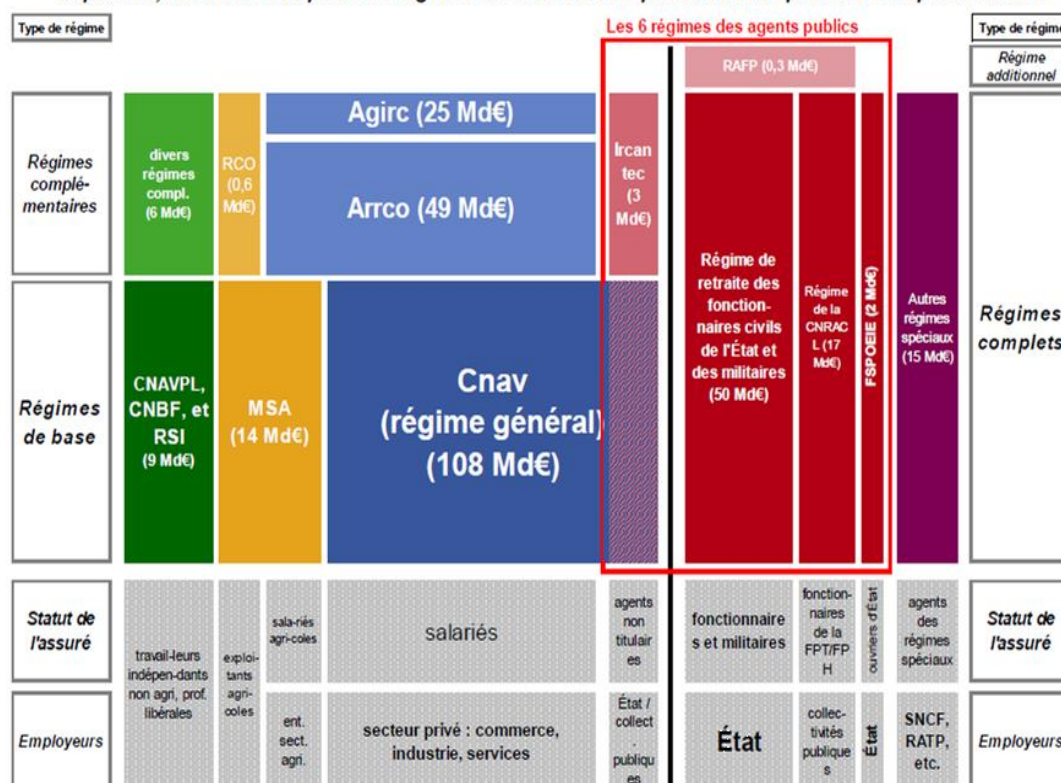 Type de régime
Les 6 régimes des agents publics
Type de régime
RAFP (0,3 Md€)
Régime
additionnel
Régimes
complé-
mentaires
divers
régimes
compl.
(6 Md€)
RCO
(0,6
Md€)
Agirc (25 Md€)
Arrco (49 Md€)
Ircan
tec
(3
Md€)
Régimes
de base
CNAVPL,
CNBF, et
RSI
(9 Md€)
MSA
(14 Md€)
Cnav
(régime général)
(108 Md€)
Régime de
retraite des
fonction-
naires civils
de l'État et
des militaires
(50 Md€)
Régime
de la
CNRAC
L (17
Md€)
FSPOEIE (2 Md€)
Autres
régimes
spéciaux
(15 Md€)
Régimes
complets
Statut de
l'assuré
travail-leurs
indépen-dants
non agri, prof.
libérales
exploi-
tants
agri-
coles
sala-riés
agri-coles
salariés
agents
non
titulair
es
fonctionnaire
s et militaires
fonction-
naires
de la
FPT/FP
H
ouvriers d'État
agents
des
régimes
spéciaux
Statut de
l'assuré
Employeurs
ent.
sect.
agri.
secteur privé : commerce,
industrie, services
État /
collect
.
publiqu
es
État
collec-
tivités
publique
s
État
SNCF,
RATP,
etc.
Employeurs